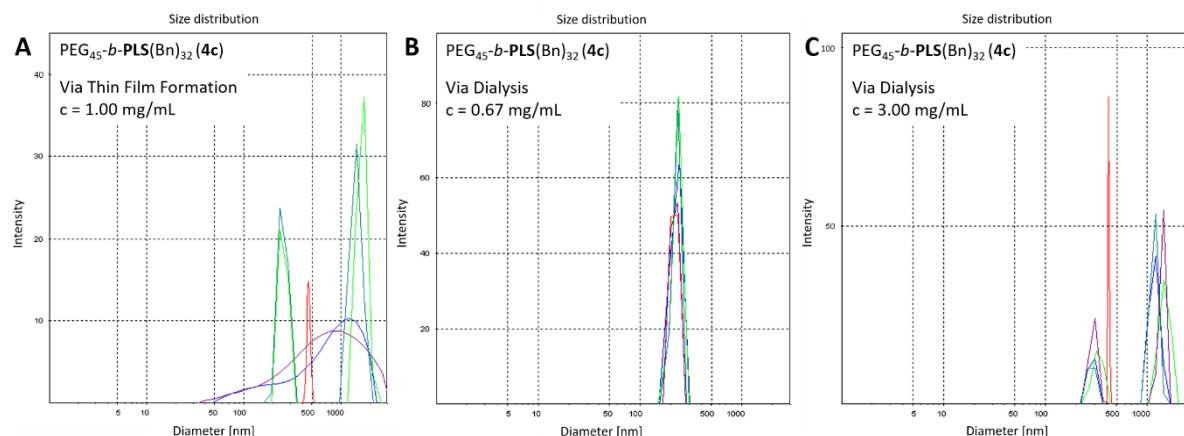 Size distribution
A
PEG45-b-PLS(Bn)32 (4c)
Via Thin Film Formation
c = 1.00 mg/mL
Intensity
40
30
20
10
5
10
50
100
500
1000
Diameter [nm]
Size distribution
B
PEG45-b-PLS(Bn)32 (4c)
Via Dialysis
c = 0.67 mg/mL
Intensity
80
60
40
20
5
10
50
100
500
1000
Diameter [nm]
Size distribution
C
PEG45-b-PLS(Bn)32 (4c)
Via Dialysis
c = 3.00 mg/mL
Intensity
100
50
5
10
50
100
500
1000
Diameter [nm]